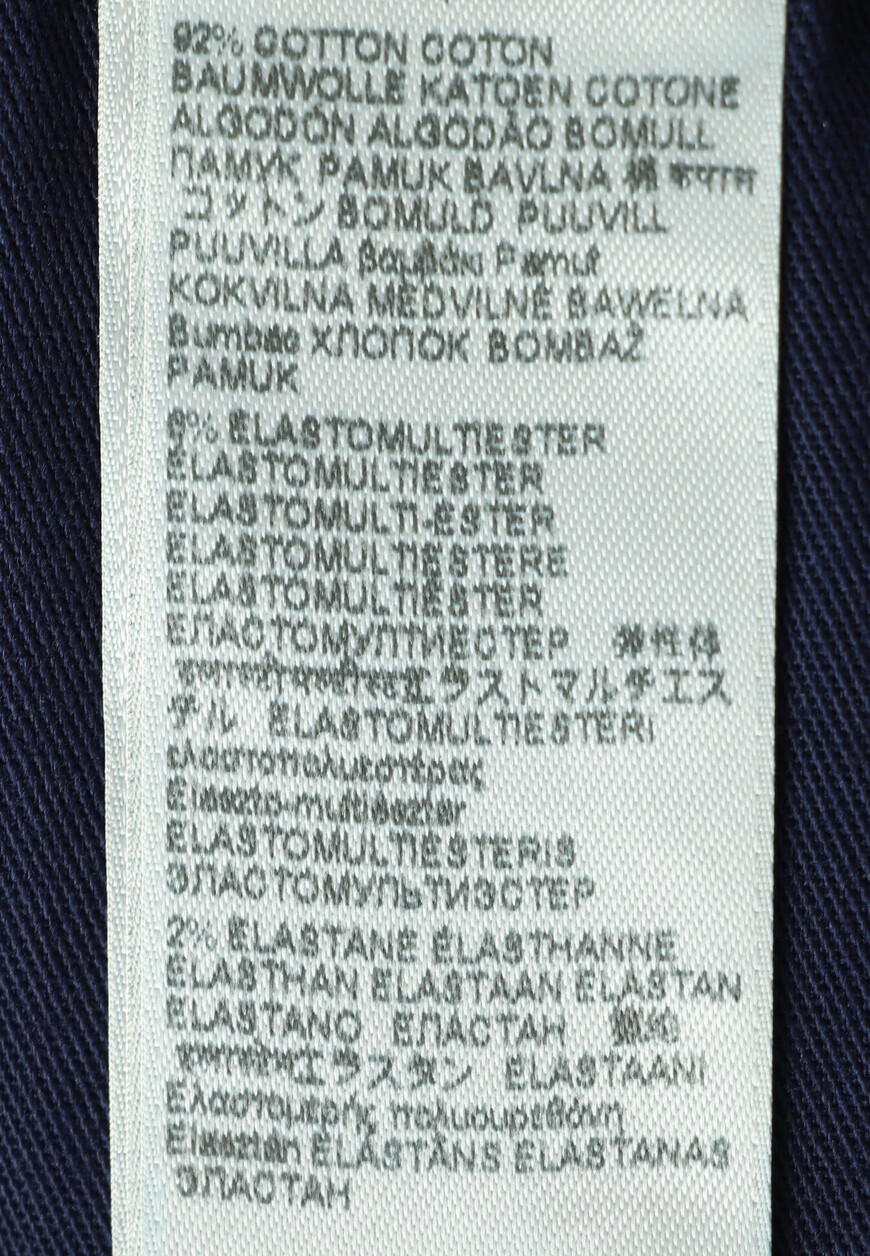 92% COTTON COTON
BAUMWOLLE KATOEN COTONE
ALGODÓN ALGODÃO BOMULL
ПАМУК PAMUK BAVLNA 棉 कपास
コットン BOMULD PUUVILL
PUUVILLA βαμβάκι Pamut
KOKVILNA MEDVILNĖ BAWEŁNA
Bumbac ХЛОПОК BOMBAŽ
PAMUK
6% ELASTOMULTIESTER
ÉLASTOMULTIESTER
ELASTOMULTI-ESTER
ELASTOMULTIESTERE
ELASTOMULTIÉSTER
ЕЛАСТОМУЛТИЕСТЕР 弹性体
エラストマルチエス
テル ELASTOMULTIESTERI
ελαστοπολυεστέρας
Elaszto-multiészter
ELASTOMULTIESTERIS
ЭЛАСТОМУЛЬТИЭСТЕР
2% ELASTANE ÉLASTHANNE
ELASTHAN ELASTAAN ELASTAN
ELASTANO ЕЛАСТАН
エラスタン ELASTAANI
Ελαστομερής πολυουρεθάνη
Elasztán ELASTĀNS ELASTANAS
ЭЛАСТАН